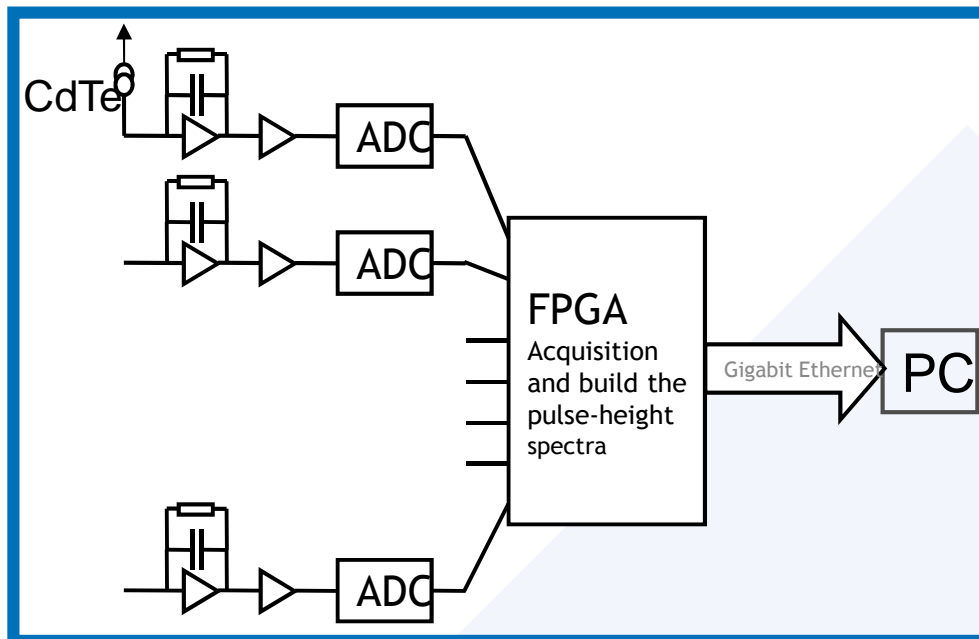 CdTe
ADC
ADC
FPGA
Acquisition
and build the
pulse-height
spectra
Gigabit Ethernet
PC
ADC